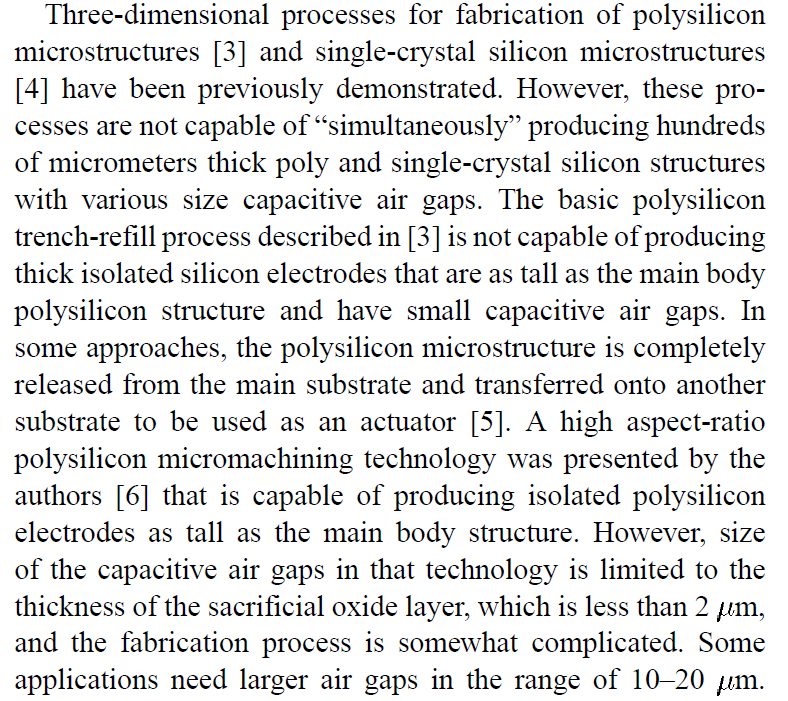 Three-dimensional processes for fabrication of polysilicon
microstructures [3] and single-crystal silicon microstructures
[4] have been previously demonstrated. However, these pro-
cesses are not capable of “simultaneously” producing hundreds
of micrometers thick poly and single-crystal silicon structures
with various size capacitive air gaps. The basic polysilicon
trench-refill process described in [3] is not capable of producing
thick isolated silicon electrodes that are as tall as the main body
polysilicon structure and have small capacitive air gaps. In
some approaches, the polysilicon microstructure is completely
released from the main substrate and transferred onto another
substrate to be used as an actuator [5]. A high aspect-ratio
polysilicon micromachining technology was presented by the
authors [6] that is capable of producing isolated polysilicon
electrodes as tall as the main body structure. However, size
of the capacitive air gaps in that technology is limited to the
thickness of the sacrificial oxide layer, which is less than 2 μm,
and the fabrication process is somewhat complicated. Some
applications need larger air gaps in the range of 10–20 μm.